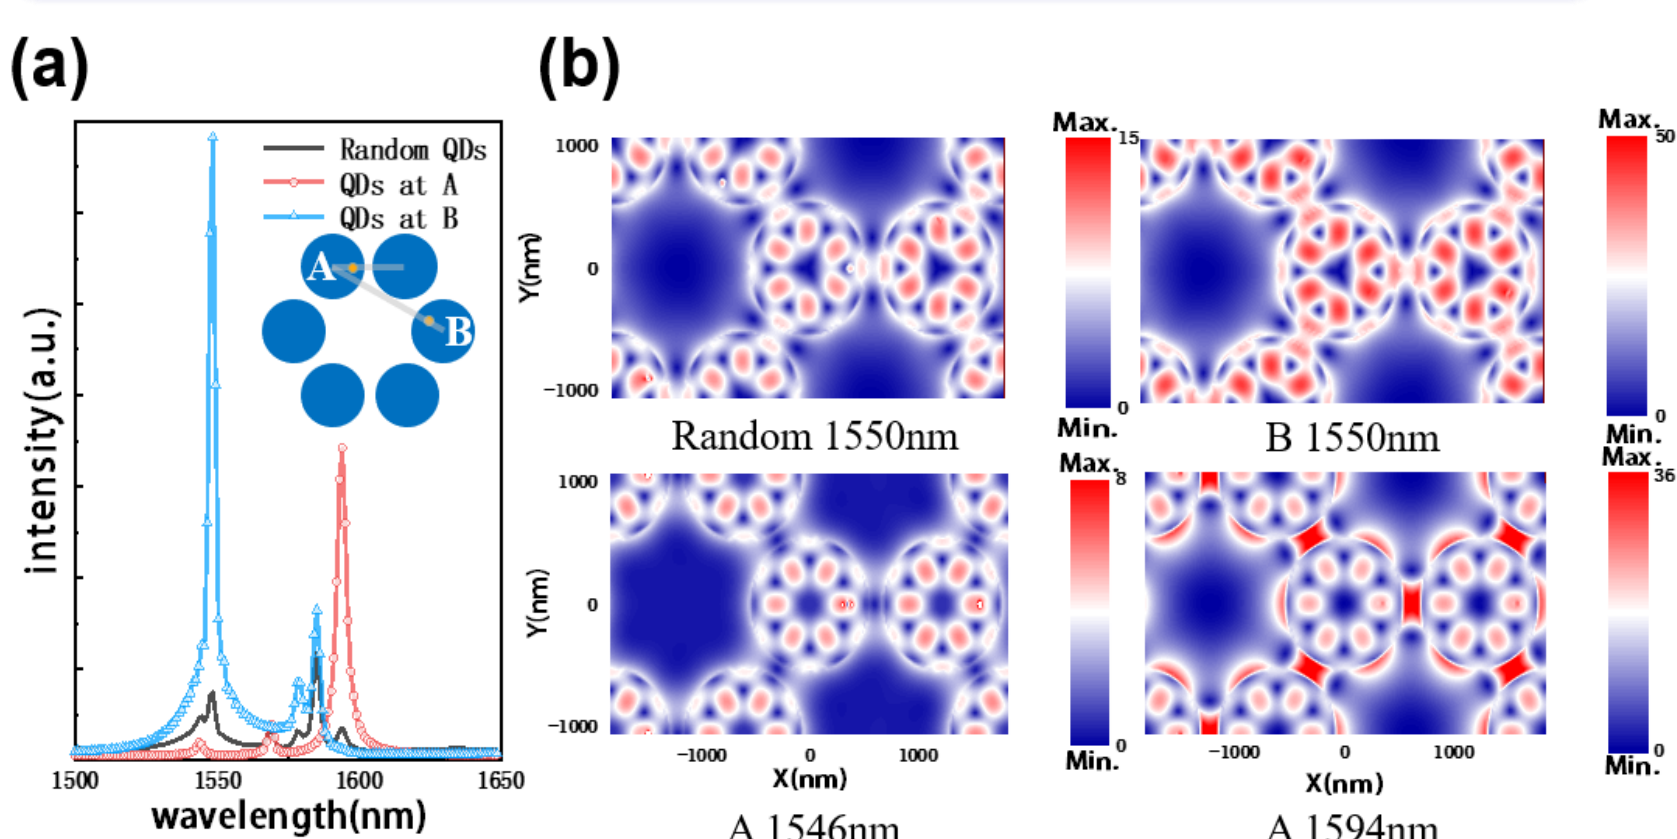 (a)
(b)
Random QDs
QDs at A
QDs at B
A
B
intensity(a.u.)
1500
1550
1600
1650
wavelength(nm)
1000
0
-1000
Y(nm)
Random 1550nm
Max.
15
0
Min.
B 1550nm
Max.
50
0
Min.
1000
0
-1000
Y(nm)
-1000
0
1000
X(nm)
A 1546nm
Max.
8
0
Min.
-1000
0
1000
X(nm)
A 1594nm
Max.
36
0
Min.